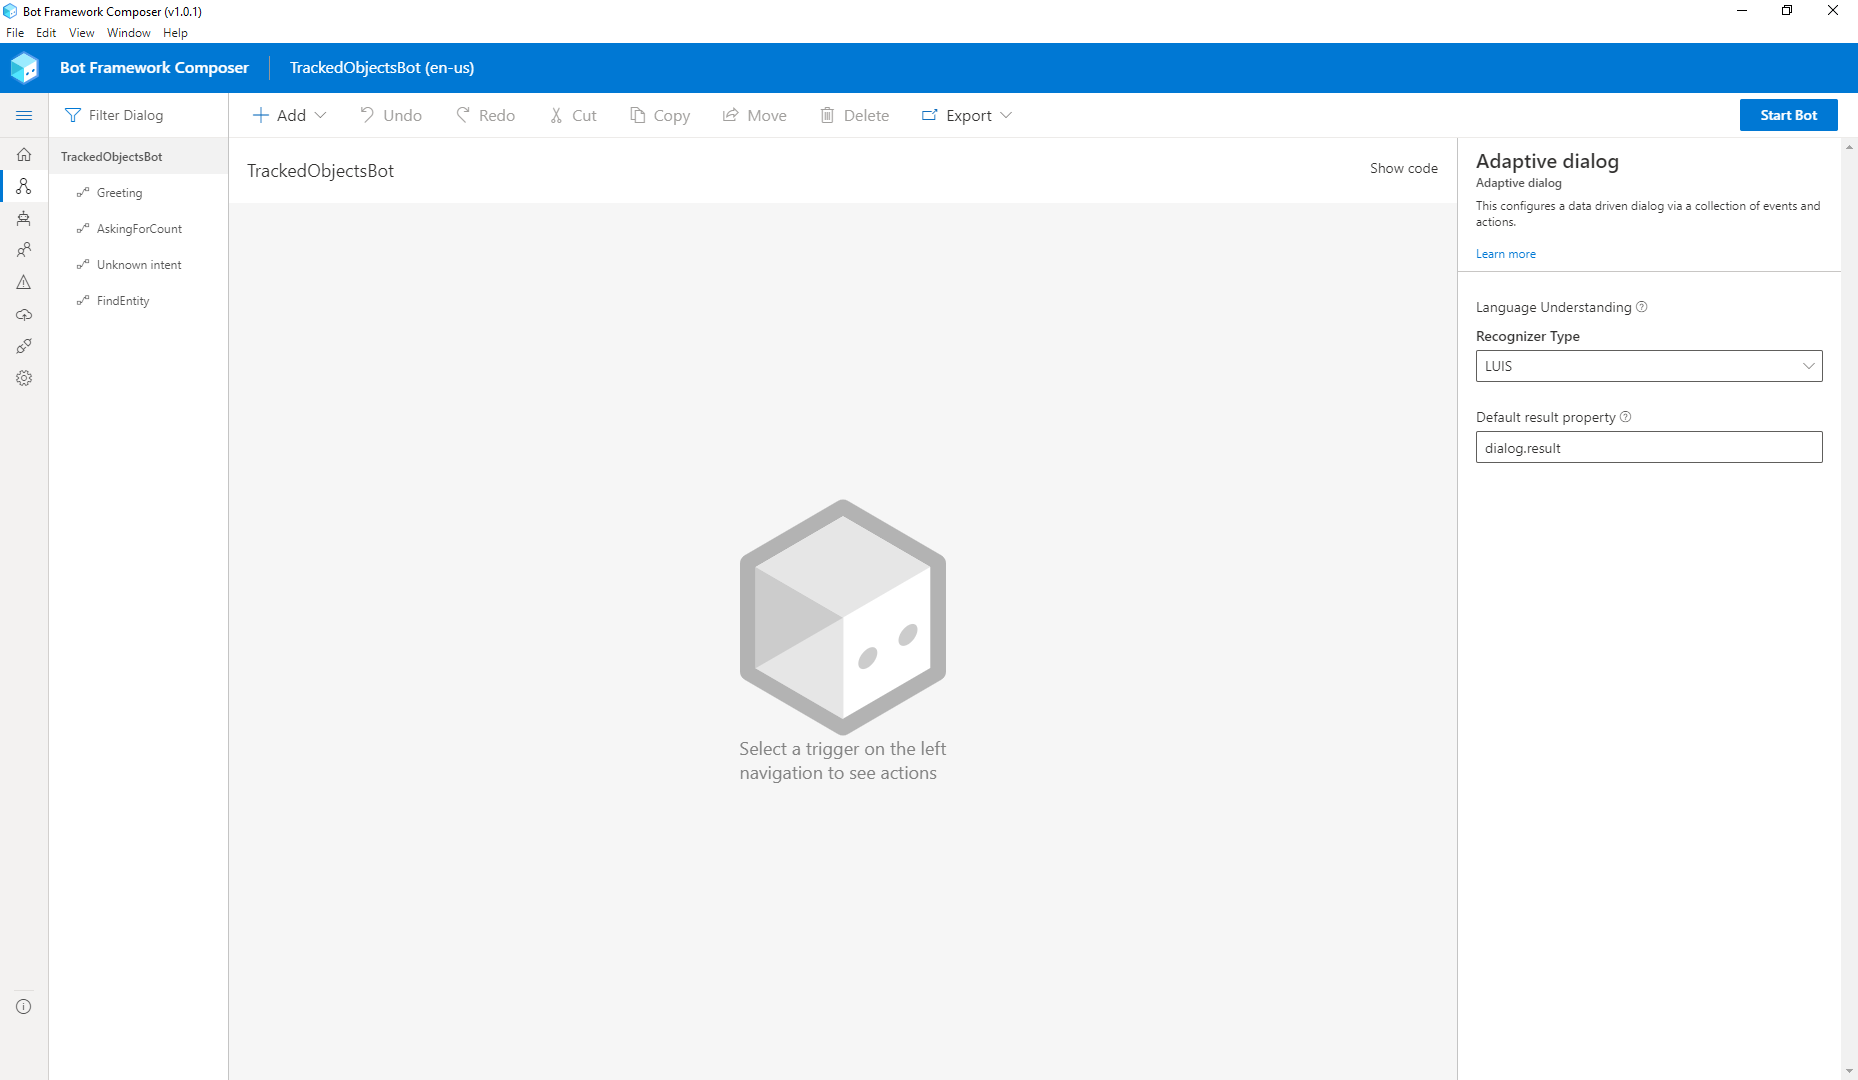 Bot Framework Composer (v1.0.1)
File Edit View Window Help
Bot Framework Composer TrackedObjectsBot (en-us)
Filter Dialog
Add Undo Redo Cut Copy Move Delete Export Start Bot
TrackedObjectsBot
Greeting
AskingForCount
Unknown intent
FindEntity
TrackedObjectsBot
Show code
Select a trigger on the left
navigation to see actions
Adaptive dialog
Adaptive dialog
This configures a data driven dialog via a collection of events and
actions.
Learn more
Language Understanding
Recognizer Type
LUIS
Default result property
dialog.result